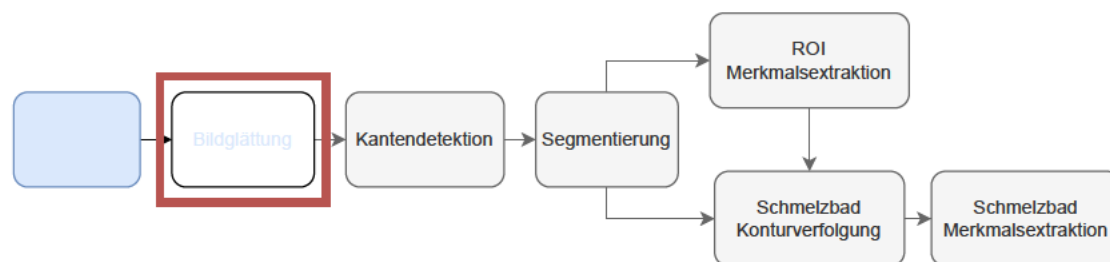 Bildglättung
Kantendetektion
Segmentierung
ROI
Merkmalsextraktion
Schmelzbad
Konturverfolgung
Schmelzbad
Merkmalsextraktion